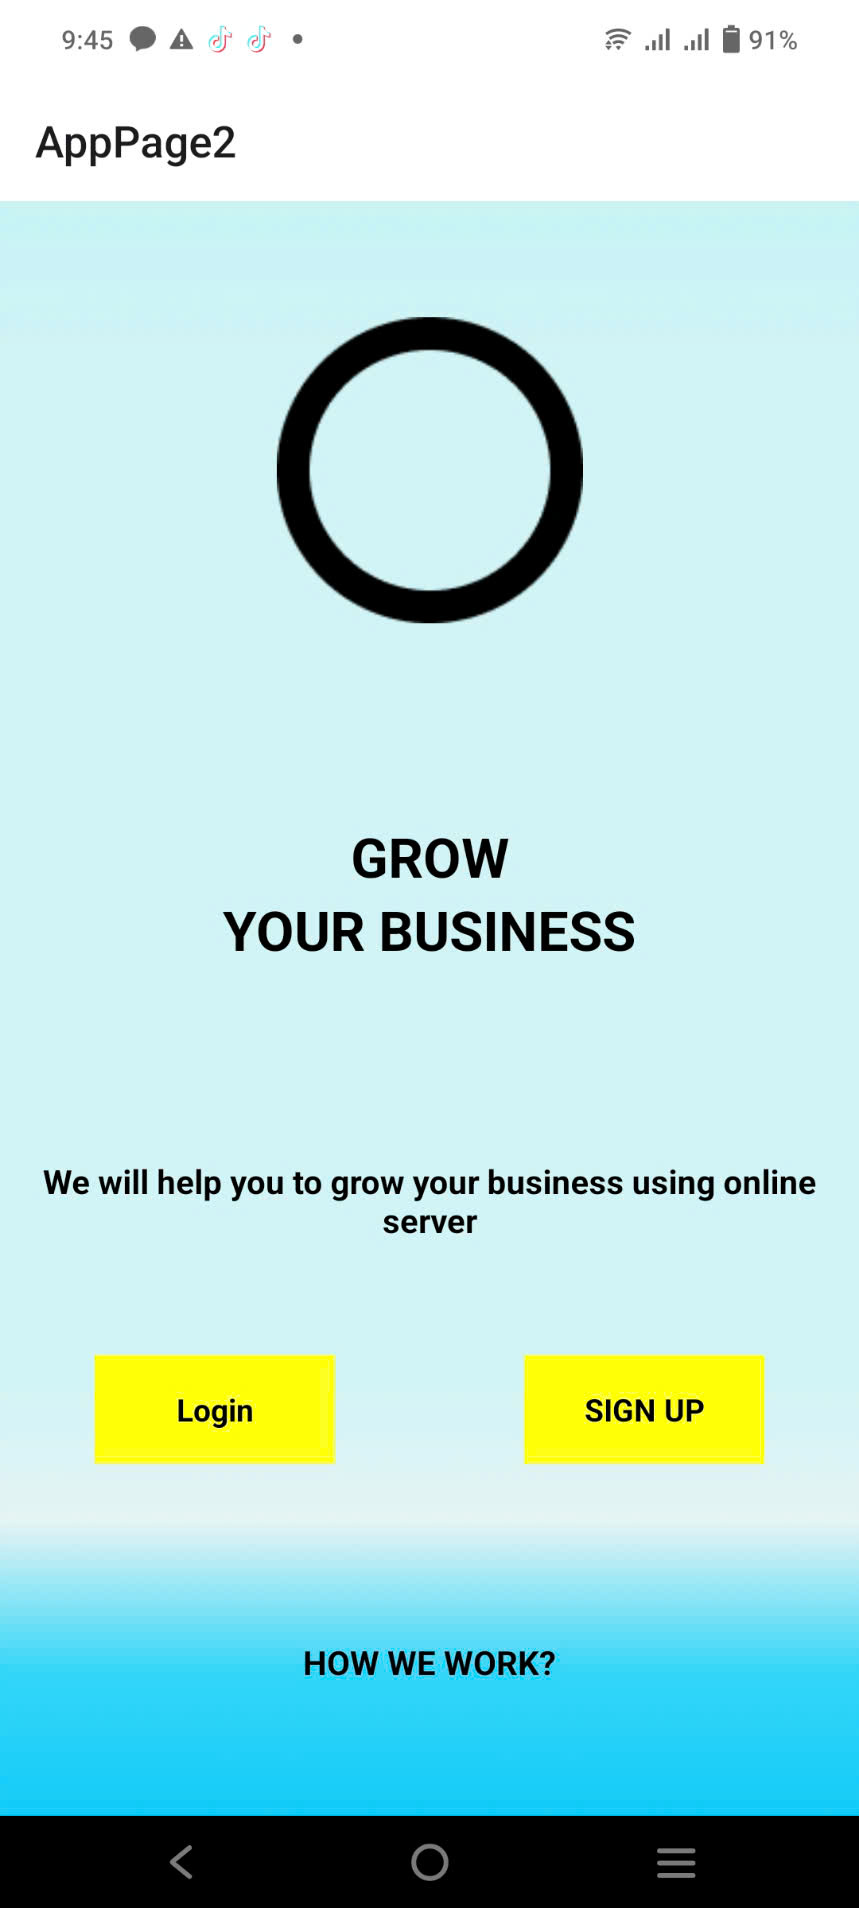 9:45 91%
AppPage2
GROW
YOUR BUSINESS
We will help you to grow your business using online
server
Login SIGN UP
HOW WE WORK?